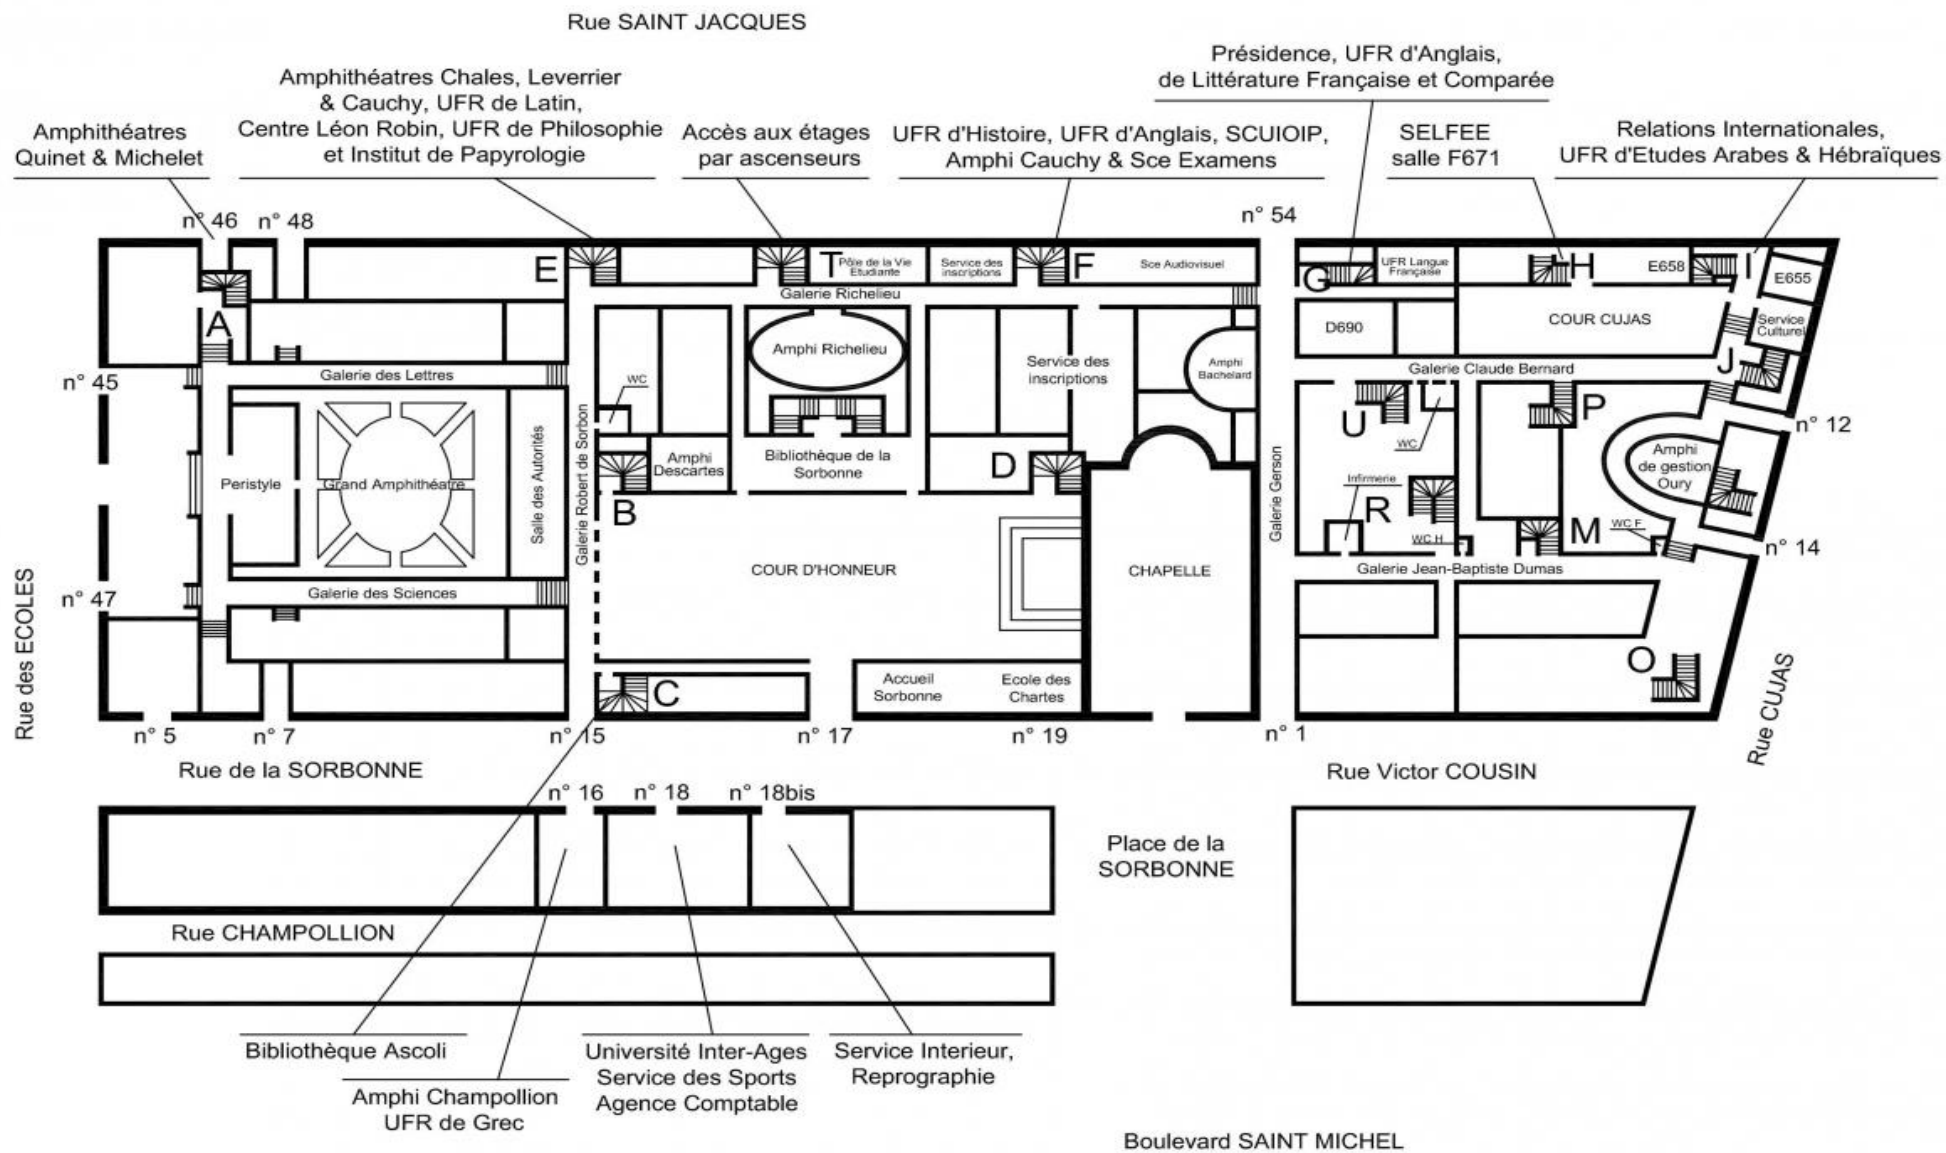 Rue SAINT JACQUES
Présidence, UFR d'Anglais,
de Littérature Française et Comparée
Amphithéatres Chales, Leverrier
& Cauchy, UFR de Latin,
Centre Léon Robin, UFR de Philosophie
et Institut de Papyrologie
Amphithéatres
Quinet & Michelet
Accès aux étages
par ascenseurs
UFR d'Histoire, UFR d'Anglais, SCUIOIP,
Amphi Cauchy & Sce Examens
SELFEE
salle F671
Relations Internationales,
UFR d'Etudes Arabes & Hébraïques
n° 46
n° 48
n° 54
E
T
Pôle de la Vie
Etudiante
Service des
inscriptions
F
Sce Audiovisuel
G
UFR Langue
Française
H
E658
I
E655
Galerie Richelieu
A
D690
COUR CUJAS
Service
Culturel
Amphi Richelieu
Service des
inscriptions
Amphi
Bachelard
n° 45
Galerie des Lettres
WC
Galerie Claude Bernard
J
Galerie Robert de Sorbon
Salle des Autorités
U
WC
P
n° 12
Peristyle
Grand Amphithéatre
Amphi
Descartes
Bibliothèque de la
Sorbonne
D
Galerie Gerson
Infirmerie
Amphi
de gestion
Oury
B
R
WC H
M
WC F
n° 14
COUR D'HONNEUR
CHAPELLE
Galerie Jean-Baptiste Dumas
Rue des ECOLES
n° 47
Galerie des Sciences
C
Accueil
Sorbonne
Ecole des
Chartes
O
Rue CUJAS
n° 5
n° 7
n° 15
n° 17
n° 19
n° 1
Rue de la SORBONNE
Rue Victor COUSIN
n° 16
n° 18
n° 18bis
Place de la
SORBONNE
Rue CHAMPOLLION
Bibliothèque Ascoli
Université Inter-Ages
Service des Sports
Agence Comptable
Service Interieur,
Reprographie
Amphi Champollion
UFR de Grec
Boulevard SAINT MICHEL